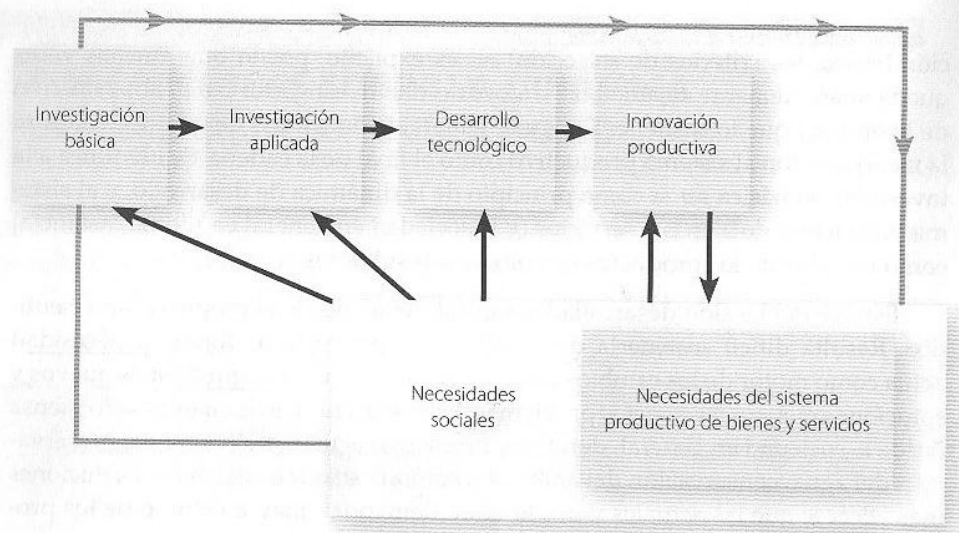 Investigación
básica
Investigación
aplicada
Desarrollo
tecnológico
Innovación
productiva
Necesidades
sociales
Necesidades del sistema
productivo de bienes y servicios